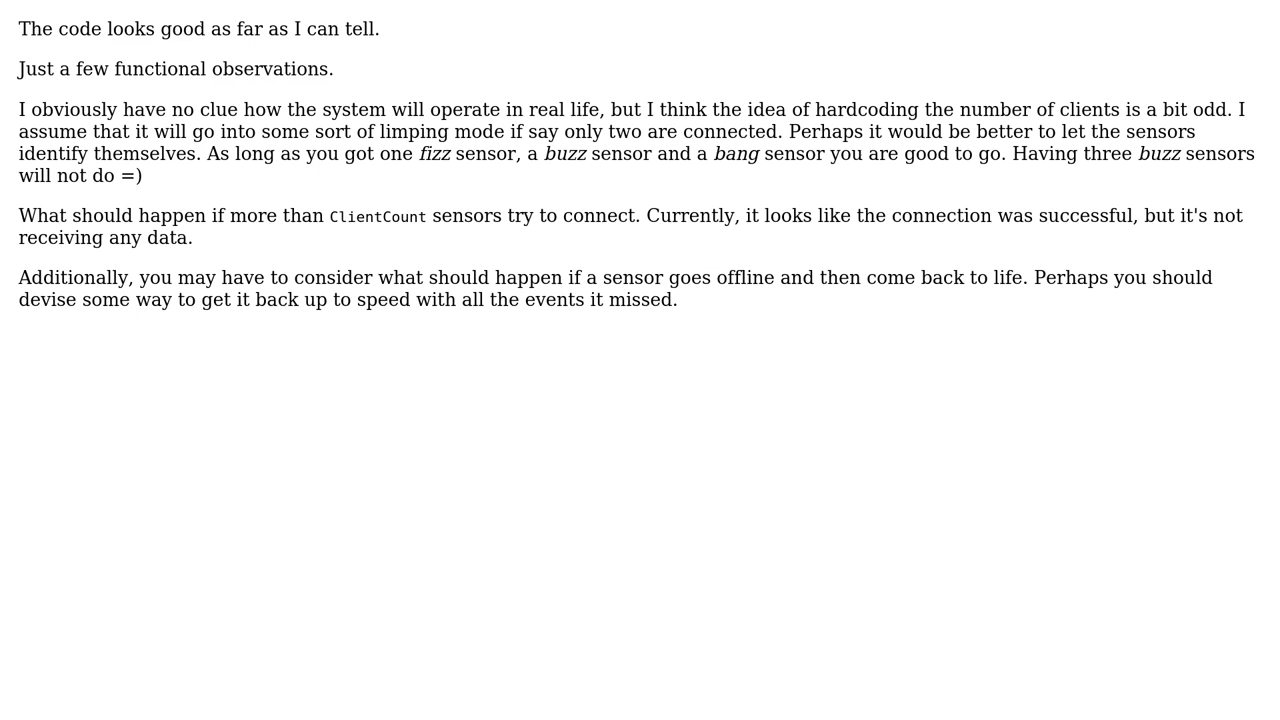 The code looks good as far as I can tell.
Just a few functional observations.
I obviously have no clue how the system will operate in real life, but I think the idea of hardcoding the number of clients is a bit odd. I
assume that it will go into some sort of limping mode if say only two are connected. Perhaps it would be better to let the sensors
identify themselves. As long as you got one fizz sensor, a buzz sensor and a bang sensor you are good to go. Having three buzz sensors
will not do =)
What should happen if more than ClientCount sensors try to connect. Currently, it looks like the connection was successful, but it's not
receiving any data.
Additionally, you may have to consider what should happen if a sensor goes offline and then come back to life. Perhaps you should
devise some way to get it back up to speed with all the events it missed.